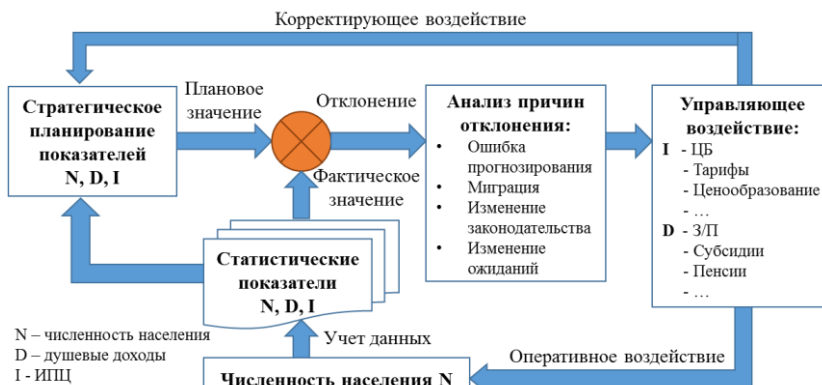 Корректирующее воздействие
Стратегическое
планирование
показателей
N, D, I
Плановое
значение
Отклонение
Фактическое
значение
Анализ причин
отклонения:
• Ошибка
прогнозирования
• Миграция
• Изменение
законодательства
• Изменение
ожиданий
Управляющее
воздействие:
I - ЦБ
- Тарифы
- Ценообразование
- ...
D - З/П
- Субсидии
- Пенсии
- ...
Статистические
показатели
N, D, I
N – численность населения
D – душевые доходы
I - ИПЦ
Учет данных
Оперативное воздействие
Численность населения N